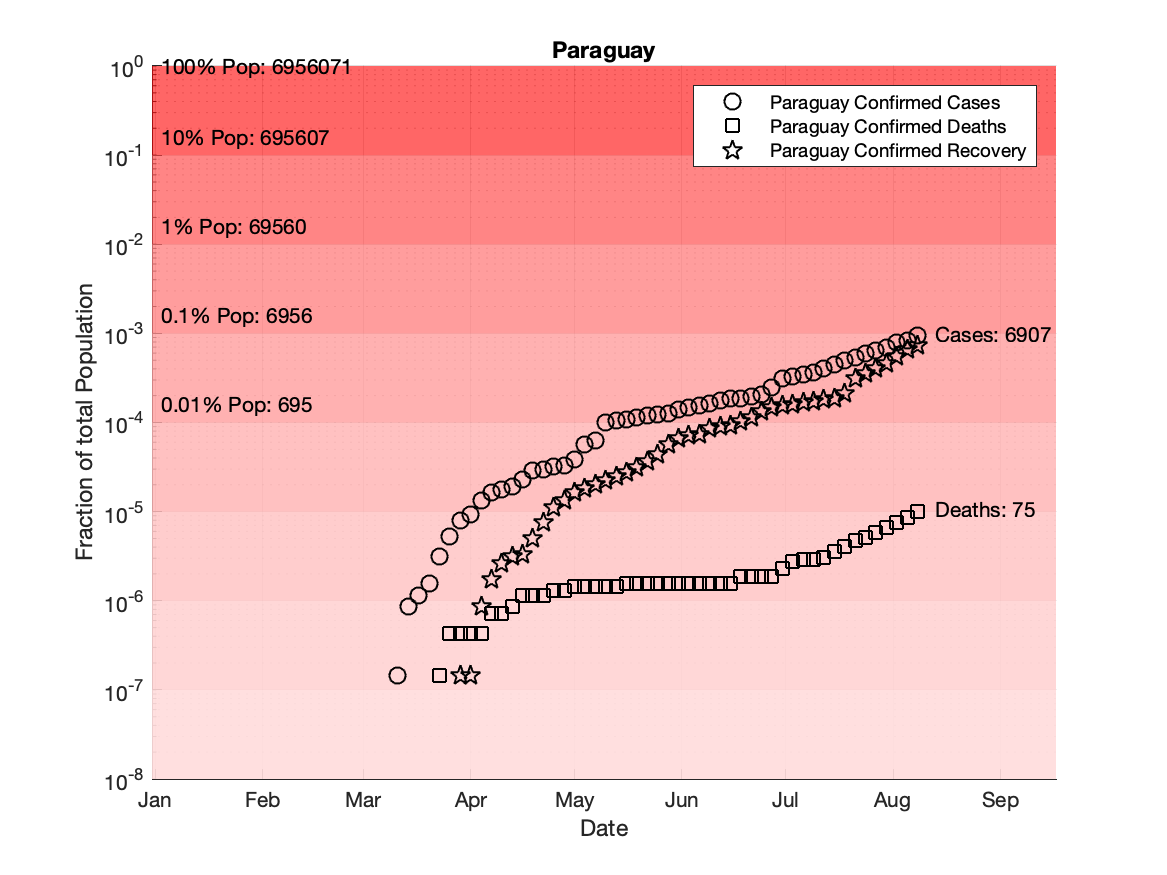 Paraguay
10^0
100% Pop: 6956071
Paraguay Confirmed Cases
Paraguay Confirmed Deaths
Paraguay Confirmed Recovery
10% Pop: 695607
10^-1
1% Pop: 69560
10^-2
0.1% Pop: 6956
10^-3
Cases: 6907
0.01% Pop: 695
10^-4
10^-5
Deaths: 75
10^-6
10^-7
10^-8
Fraction of total Population
Jan Feb Mar Apr May Jun Jul Aug Sep
Date